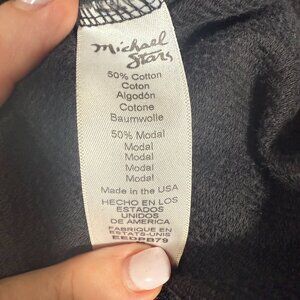 Michael
Stars
50% Cotton
Coton
Algodón
Cotone
Baumwolle
50% Modal
Modal
Modal
Modal
Modal
Made in the USA
HECHO EN LOS
ESTADOS
UNIDOS
DE AMERICA
FABRIQUE EN
ESTATS-UNIS
EEDPB79